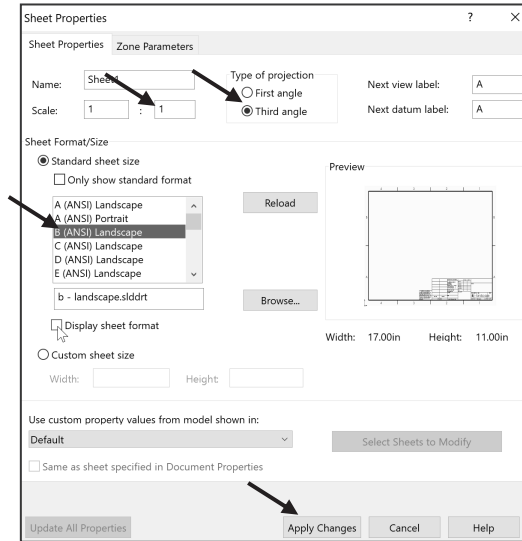 Sheet Properties ? ×
Sheet Properties Zone Parameters
Name: Sheet1
Type of projection
First angle
Third angle
Next view label: A
Scale: 1 : 1
Next datum label: A
Sheet Format/Size
Standard sheet size
Only show standard format
A (ANSI) Landscape
A (ANSI) Portrait
B (ANSI) Landscape
C (ANSI) Landscape
D (ANSI) Landscape
E (ANSI) Landscape
Reload
b - landscape.slddrt
Browse...
Display sheet format
Custom sheet size
Width: Height:
Preview
Width: 17.00in Height: 11.00in
Use custom property values from model shown in:
Default
Select Sheets to Modify
Same as sheet specified in Document Properties
Update All Properties Apply Changes Cancel Help